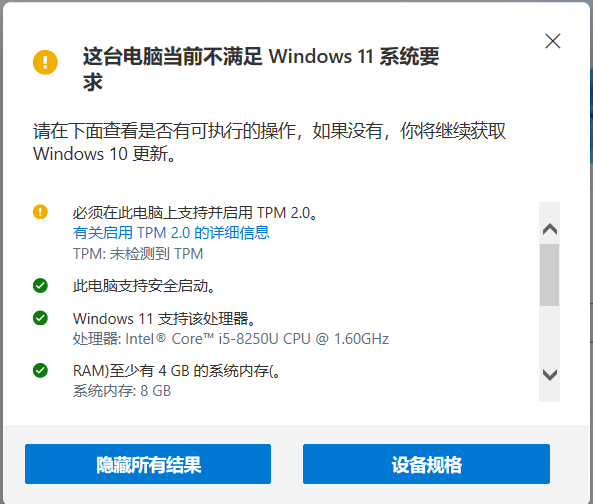 这台电脑当前不满足 Windows 11 系统要
求
请在下面查看是否有可执行的操作，如果没有，你将继续获取
Windows 10 更新。
必须在此电脑上支持并启用 TPM 2.0。
有关启用 TPM 2.0 的详细信息
TPM: 未检测到 TPM
此电脑支持安全启动。
Windows 11 支持该处理器。
处理器: Intel® Core™ i5-8250U CPU @ 1.60GHz
RAM)至少有 4 GB 的系统内存(。
系统内存: 8 GB
隐藏所有结果
设备规格